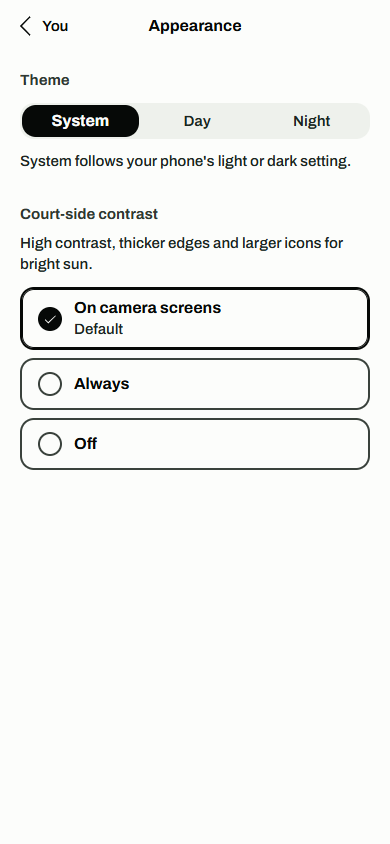 You
Appearance
Theme
System
Day
Night
System follows your phone's light or dark setting.
Court-side contrast
High contrast, thicker edges and larger icons for
bright sun.
On camera screens
Default
Always
Off